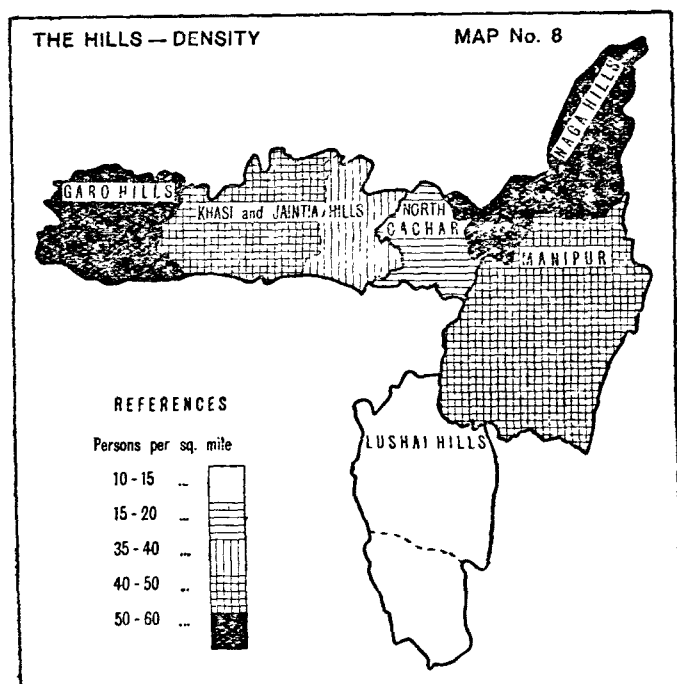 THE HILLS — DENSITY
MAP No. 8
NAGA HILLS
GARO HILLS
KHASI and JAINTIA HILLS
NORTH
CACHAR
MANIPUR
LUSHAI HILLS
REFERENCES
Persons per sq. mile
10 - 15 ...
15 - 20 ...
35 - 40 ...
40 - 50 ...
50 - 60 ...